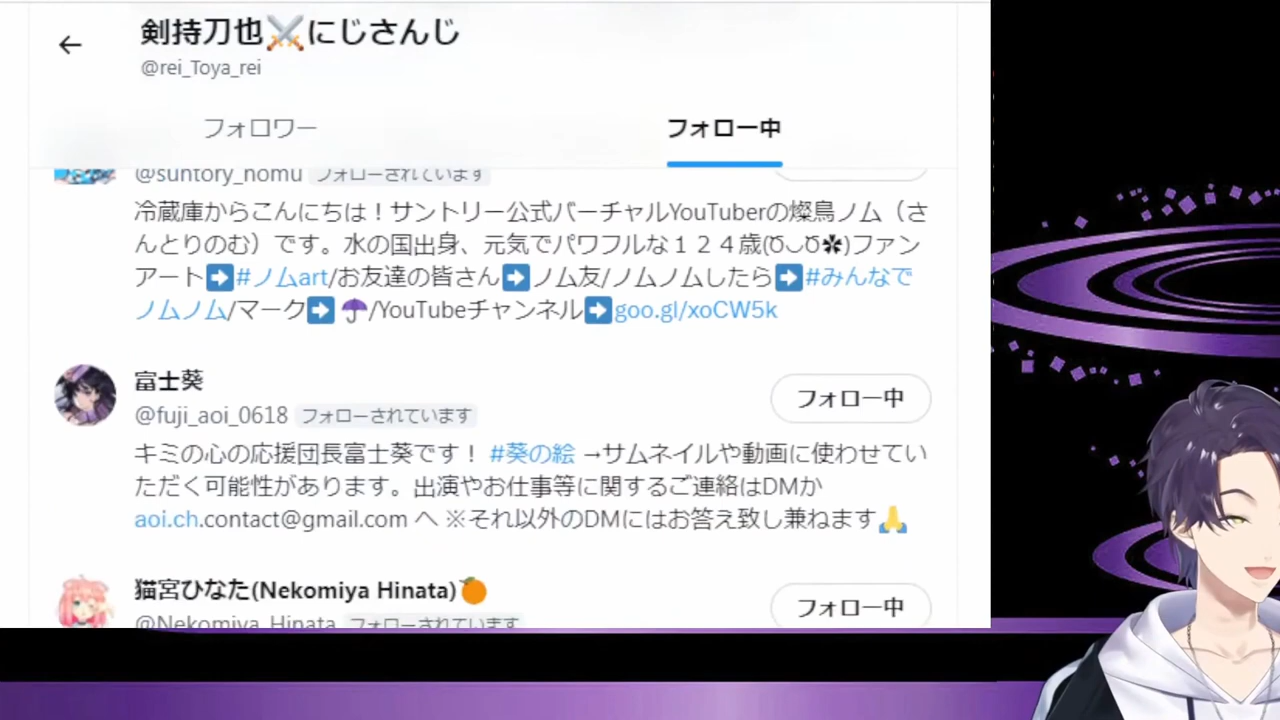 剣持刀也⚔️にじさんじ
@rei_Toya_rei
フォロワー
フォロー中
@suntory_nomu フォローされています
冷蔵庫からこんにちは！サントリー公式バーチャルYouTuberの燦鳥ノム（さ
んとりのむ）です。水の国出身、元気でパワフルな１２４歳(Ծ◡Ծ✽)ファン
アート➡️#ノムart/お友達の皆さん➡️ノム友/ノムノムしたら➡️#みんなで
ノムノム/マーク➡️☂️/YouTubeチャンネル➡️goo.gl/xoCW5k
富士葵
フォロー中
@fuji_aoi_0618 フォローされています
キミの心の応援団長富士葵です！ #葵の絵 →サムネイルや動画に使わせてい
ただく可能性があります。出演やお仕事等に関するご連絡はDMか
aoi.ch.contact@gmail.com へ ※それ以外のDMにはお答え致し兼ねます🙏
猫宮ひなた(Nekomiya Hinata)🍊
フォロー中
@Nekomiya_Hinata フォローされています